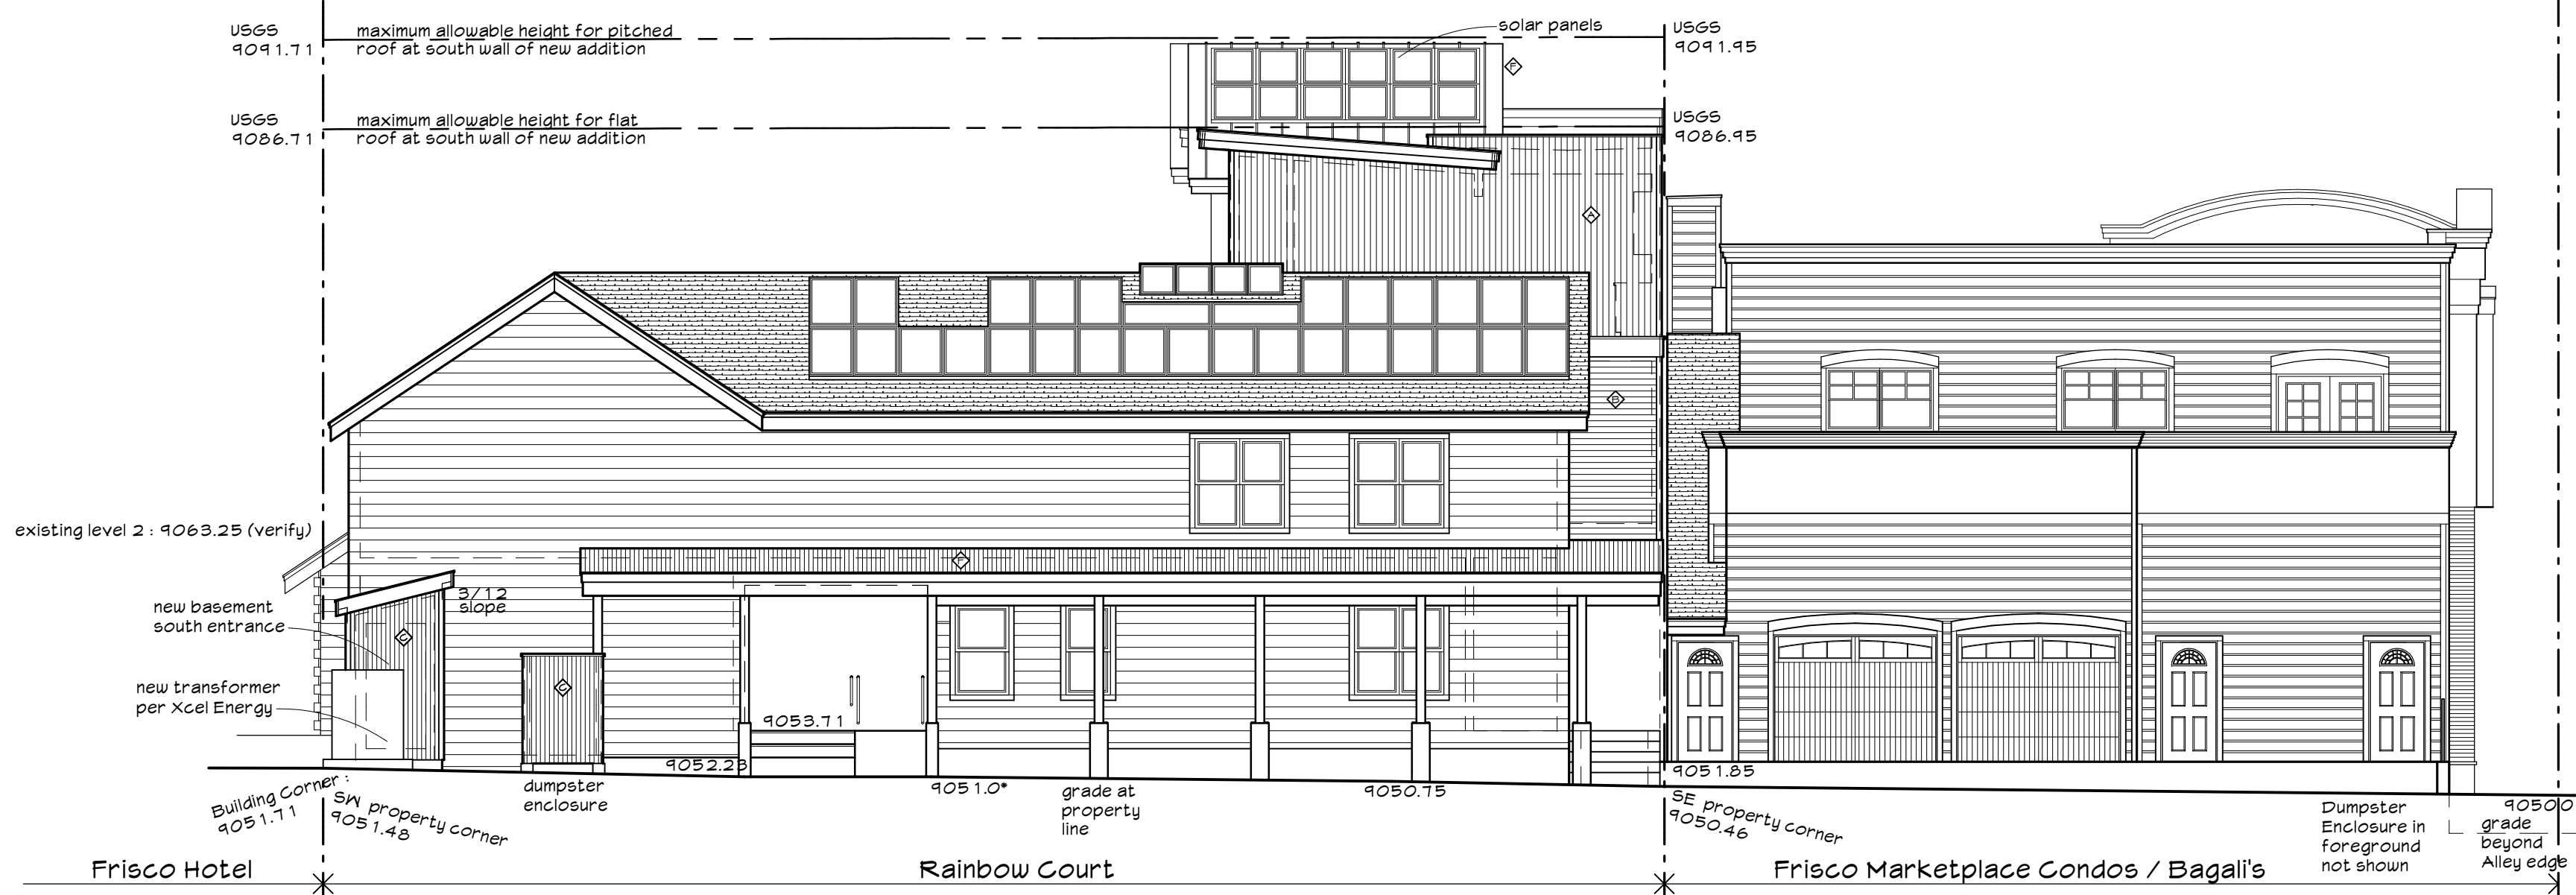 USGS
9091.71
maximum allowable height for pitched
roof at south wall of new addition
solar panels
USGS
9091.95
F
USGS
9086.71
maximum allowable height for flat
roof at south wall of new addition
USGS
9086.95
A
B
existing level 2 : 9063.25 (verify)
F
3/12
slope
new basement
south entrance
C
new transformer
per Xcel Energy
C
9053.71
9052.23
9051.85
Building Corner :
9051.71
SW property corner
9051.48
dumpster
enclosure
9051.0*
grade at
property
line
9050.75
SE property corner
9050.46
Dumpster
Enclosure in
foreground
not shown
9050.0
grade
beyond
Alley edge
Frisco Hotel
Rainbow Court
Frisco Marketplace Condos / Bagali's